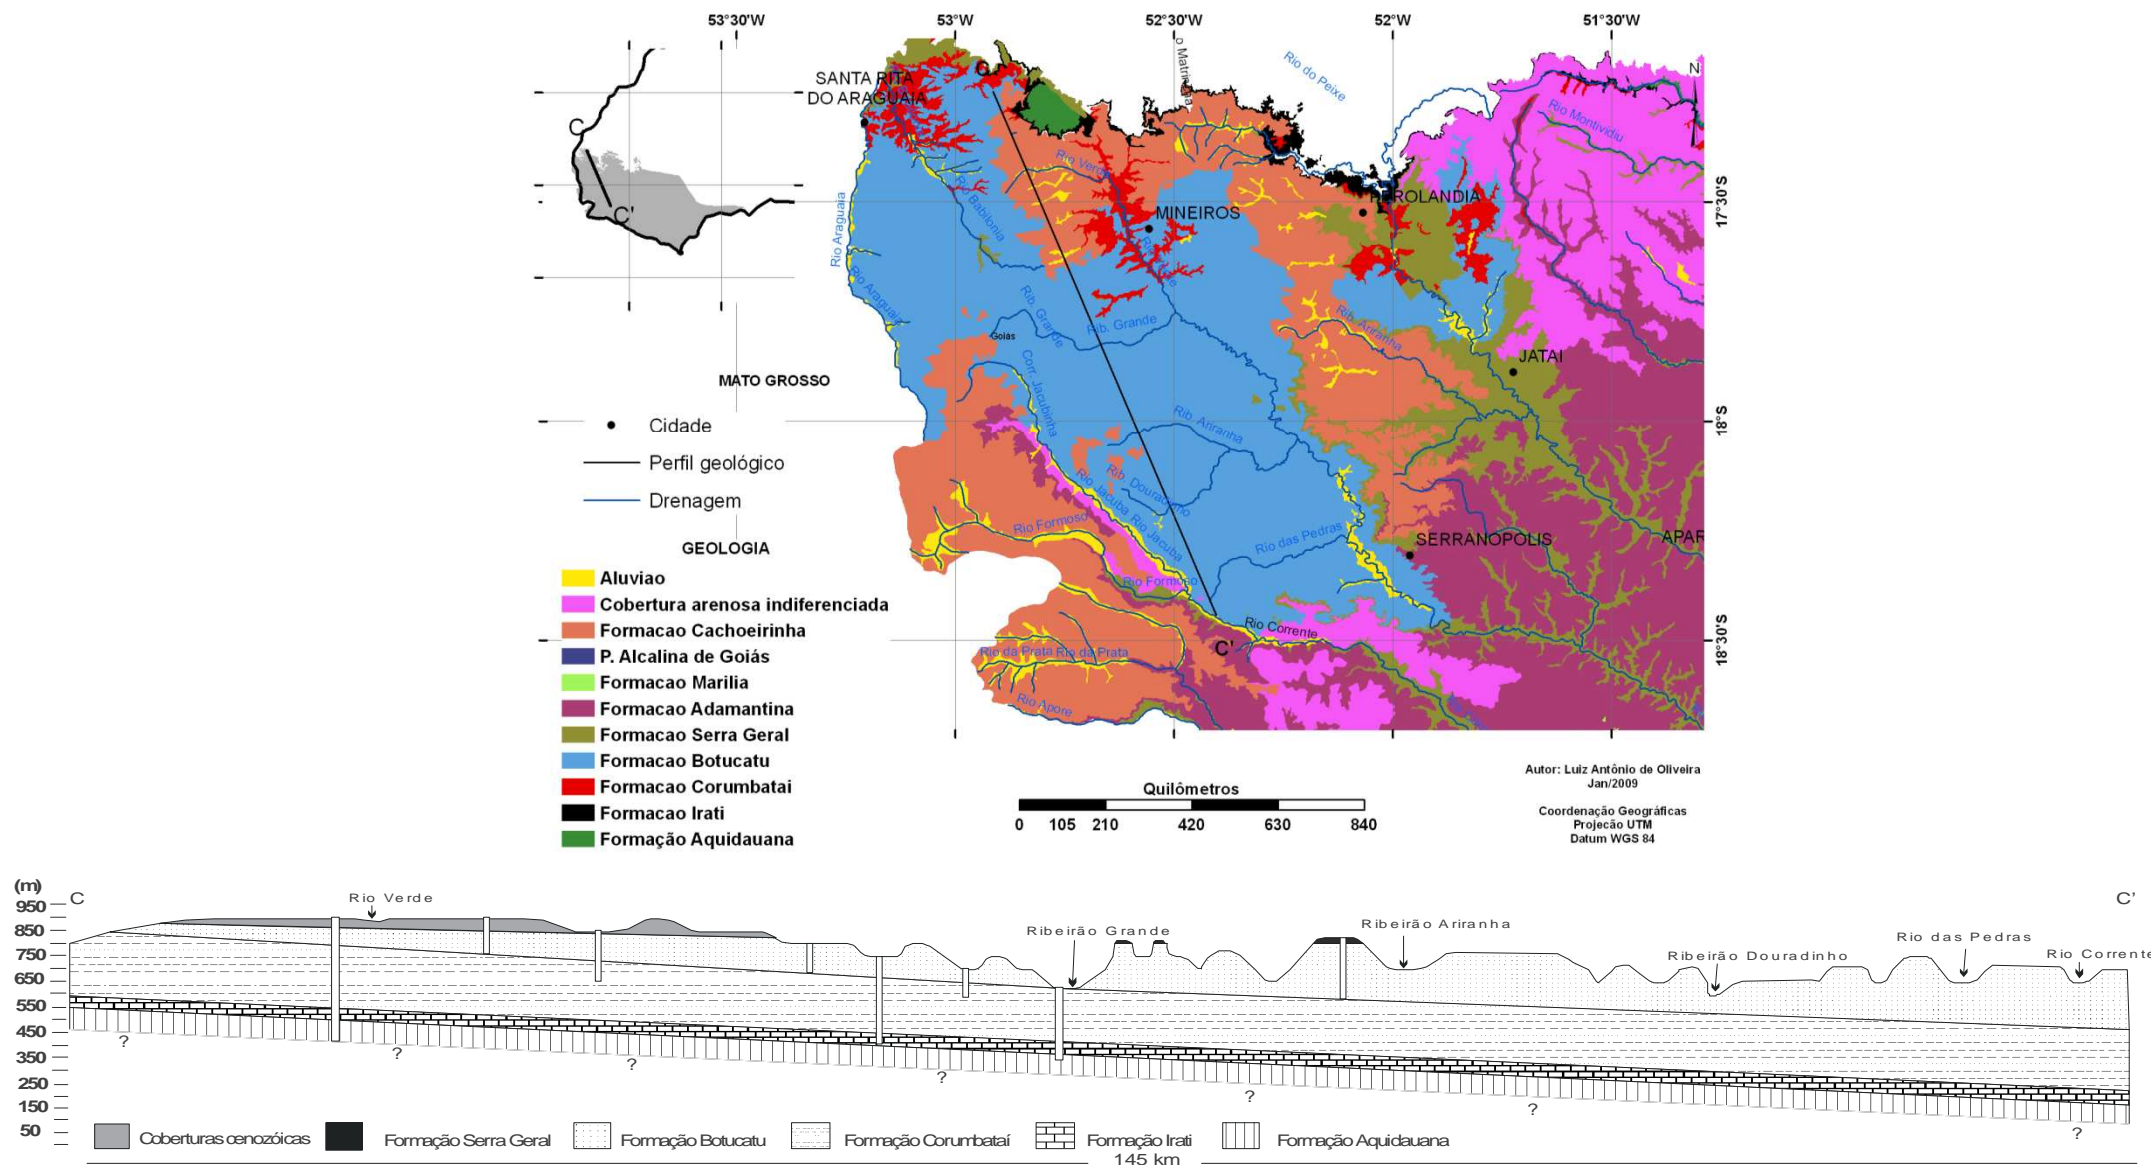 53°30'W 53°W 52°30'W 52°W 51°30'W
SANTA RITA
DO ARAGUAIA
C
Rio do Peixe
N
Rio Montividiu
C
C'
Rio Verde
PEROLANDIA
MINEIROS
17°30'S
Rio Babilonia
Rio Araguaia
Rio Araguaia
Rib. Grande
Rib. Grande
Rib. Ariranha
Goiás
JATAI
Corr. Jacubinha
MATO GROSSO
Cidade
Perfil geológico
Drenagem
18°S
Rib. Ariranha
Rib. Douradinho
Rio Jacuba
Rio Jacuba
Rio Formoso
Rio das Pedras
SERRANOPOLIS
APAR
Rio Formoso
Rio Corrente
C'
18°30'S
Rio da Prata
Rio da Prata
Rio Apore
GEOLOGIA
Aluviao
Cobertura arenosa indiferenciada
Formacao Cachoeirinha
P. Alcalina de Goiás
Formacao Marilia
Formacao Adamantina
Formacao Serra Geral
Formacao Botucatu
Formacao Corumbatai
Formacao Irati
Formação Aquidauana
Quilômetros
0 105 210 420 630 840
Autor: Luiz Antônio de Oliveira
Jan/2009
Coordenação Geográficas
Projecão UTM
Datum WGS 84
(m)
C
C'
950
850
750
650
550
450
350
250
150
50
Rio Verde
Ribeirão Grande
Ribeirão Ariranha
Ribeirão Douradinho
Rio das Pedras
Rio Corrente
? ? ? ? ? ? ?
Coberturas cenozóicas
Formação Serra Geral
Formação Botucatu
Formação Corumbataí
Formação Irati
Formação Aquidauana
145 km